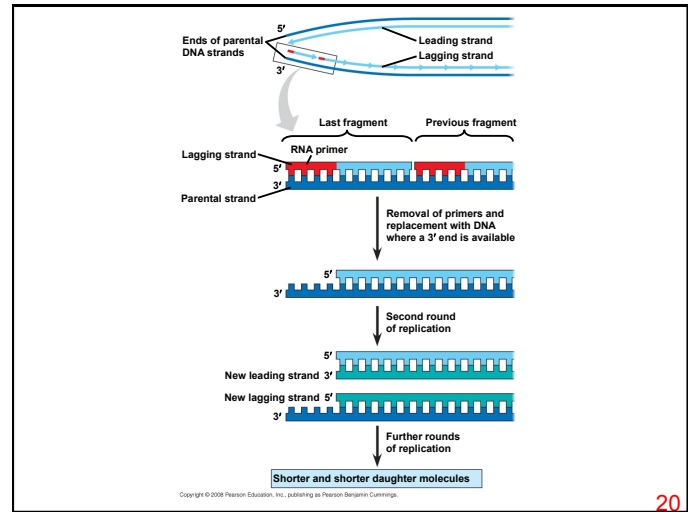 5′
Ends of parental
DNA strands
Leading strand
Lagging strand
3′
Last fragment
Previous fragment
RNA primer
Lagging strand
5′
3′
Parental strand
Removal of primers and
replacement with DNA
where a 3′ end is available
5′
3′
Second round
of replication
5′
New leading strand 3′
New lagging strand 5′
3′
Further rounds
of replication
Shorter and shorter daughter molecules
Copyright © 2008 Pearson Education, Inc., publishing as Pearson Benjamin Cummings.
20